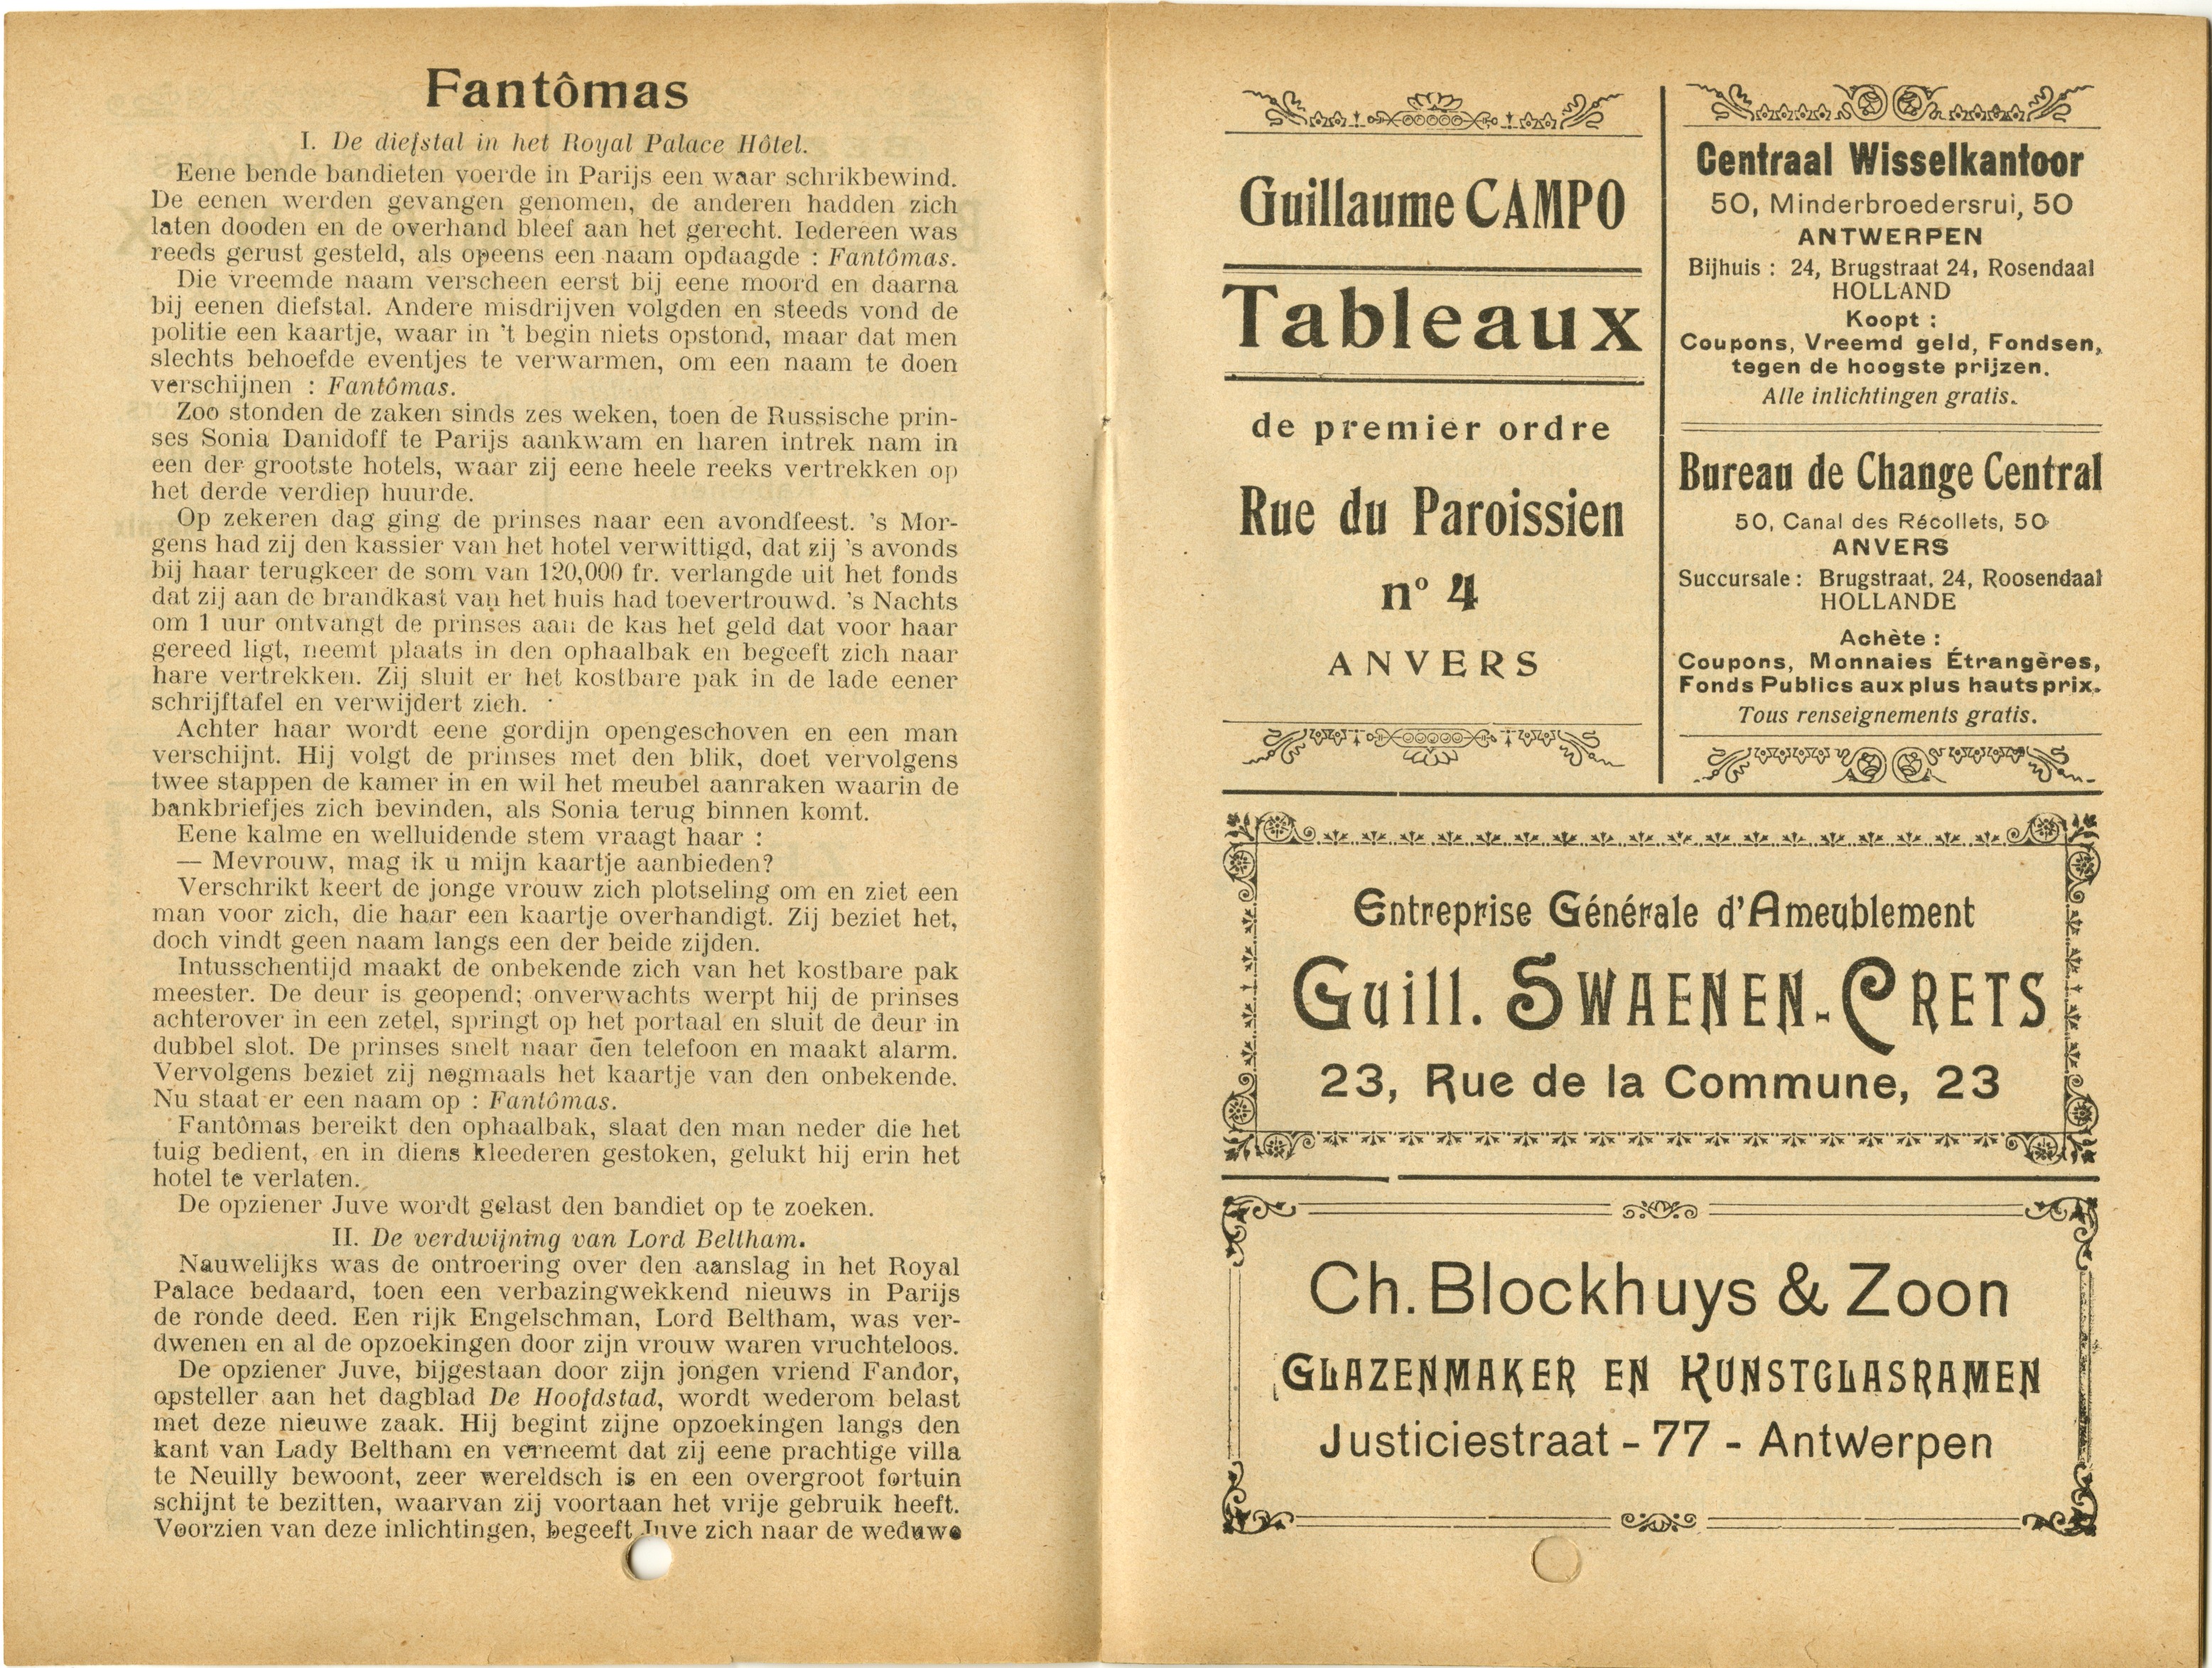 Fantômas
I. De diefstal in het Royal Palace Hôtel.
Eene bende bandieten voerde in Parijs een waar schrikbewind.
De eenen werden gevangen genomen, de anderen hadden zich
laten dooden en de overhand bleef aan het gerecht. Iedereen was
reeds gerust gesteld, als opeens een naam opdaagde : Fantômas.
Die vreemde naam verscheen eerst bij eene moord en daarna
bij eenen diefstal. Andere misdrijven volgden en steeds vond de
politie een kaartje, waar in 't begin niets opstond, maar dat men
slechts behoefde eventjes te verwarmen, om een naam te doen
verschijnen : Fantômas.
Zoo stonden de zaken sinds zes weken, toen de Russische prin-
ses Sonia Danidoff te Parijs aankwam en haren intrek nam in
een der grootste hotels, waar zij eene heele reeks vertrekken op
het derde verdiep huurde.
Op zekeren dag ging de prinses naar een avondfeest. 's Mor-
gens had zij den kassier van het hotel verwittigd, dat zij 's avonds
bij haar terugkeer de som van 120,000 fr. verlangde uit het fonds
dat zij aan de brandkast van het huis had toevertrouwd. 's Nachts
om 1 uur ontvangt de prinses aan de kas het geld dat voor haar
gereed ligt, neemt plaats in den ophaalbak en begeeft zich naar
hare vertrekken. Zij sluit er het kostbare pak in de lade eener
schrijftafel en verwijdert zich.
Achter haar wordt eene gordijn opengeschoven en een man
verschijnt. Hij volgt de prinses met den blik, doet vervolgens
twee stappen de kamer in en wil het meubel aanraken waarin de
bankbriefjes zich bevinden, als Sonia terug binnen komt.
Eene kalme en welluidende stem vraagt haar :
— Mevrouw, mag ik u mijn kaartje aanbieden?
Verschrikt keert de jonge vrouw zich plotseling om en ziet een
man voor zich, die haar een kaartje overhandigt. Zij beziet het,
doch vindt geen naam langs een der beide zijden.
Intusschentijd maakt de onbekende zich van het kostbare pak
meester. De deur is geopend; onverwachts werpt hij de prinses
achterover in een zetel, springt op het portaal en sluit de deur in
dubbel slot. De prinses snelt naar den telefoon en maakt alarm.
Vervolgens beziet zij nogmaals het kaartje van den onbekende.
Nu staat er een naam op : Fantômas.
Fantômas bereikt den ophaalbak, slaat den man neder die het
tuig bedient, en in diens kleederen gestoken, gelukt hij erin het
hotel te verlaten.
De opziener Juve wordt gelast den bandiet op te zoeken.
II. De verdwijning van Lord Beltham.
Nauwelijks was de ontroering over den aanslag in het Royal
Palace bedaard, toen een verbazingwekkend nieuws in Parijs
de ronde deed. Een rijk Engelschman, Lord Beltham, was ver-
dwenen en al de opzoekingen door zijn vrouw waren vruchteloos.
De opziener Juve, bijgestaan door zijn jongen vriend Fandor,
opsteller aan het dagblad De Hoofdstad, wordt wederom belast
met deze nieuwe zaak. Hij begint zijne opzoekingen langs den
kant van Lady Beltham en verneemt dat zij eene prachtige villa
te Neuilly bewoont, zeer wereldsch is en een overgroot fortuin
schijnt te bezitten, waarvan zij voortaan het vrije gebruik heeft.
Voorzien van deze inlichtingen, begeeft Juve zich naar de weduwe
Guillaume CAMPO
Tableaux
de premier ordre
Rue du Paroissien
nº 4
ANVERS
Centraal Wisselkantoor
50, Minderbroedersrui, 50
ANTWERPEN
Bijhuis : 24, Brugstraat 24, Rosendaal
HOLLAND
Koopt :
Coupons, Vreemd geld, Fondsen,
tegen de hoogste prijzen.
Alle inlichtingen gratis.
Bureau de Change Central
50, Canal des Récollets, 50
ANVERS
Succursale : Brugstraat, 24, Roosendaal
HOLLANDE
Achète :
Coupons, Monnaies Étrangères,
Fonds Publics aux plus hauts prix.
Tous renseignements gratis.
Entreprise Générale d'Ameublement
Guill. SWAENEN-CRETS
23, Rue de la Commune, 23
Ch. Blockhuys & Zoon
GLAZENMAKER EN KUNSTGLASRAMEN
Justiciestraat - 77 - Antwerpen